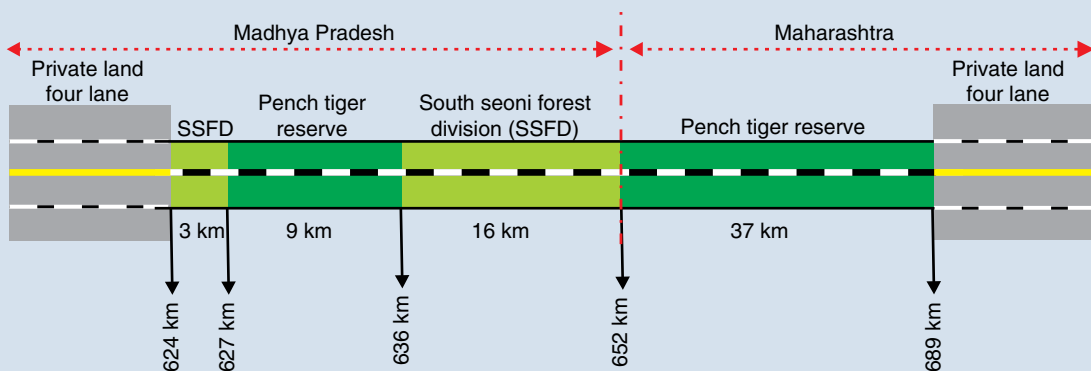 Madhya Pradesh
Maharashtra
Private land
four lane
SSFD
Pench tiger
reserve
South seoni forest
division (SSFD)
Pench tiger reserve
Private land
four lane
3 km
9 km
16 km
37 km
624 km
627 km
636 km
652 km
689 km